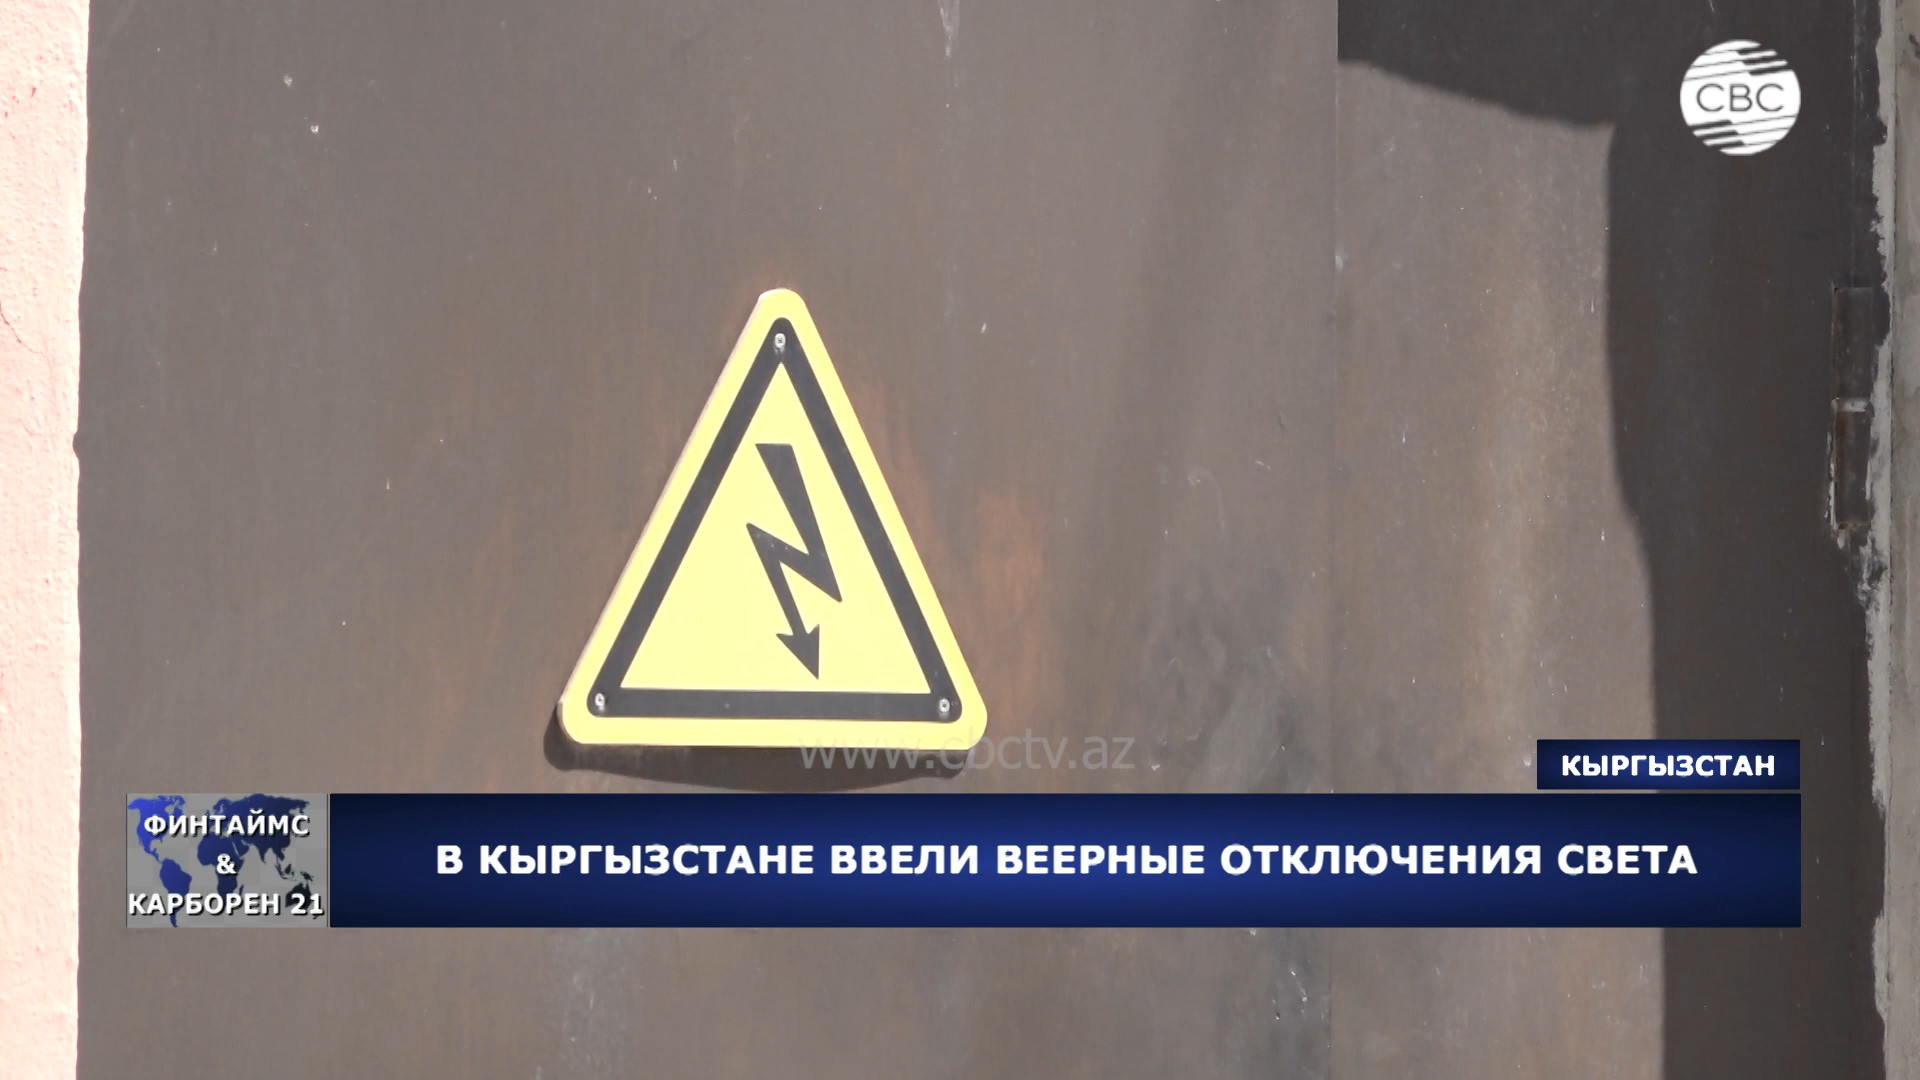 CBC
www.cbctv.az
КЫРГЫЗСТАН
ФИНТАЙМС
&
КАРБОРЕН 21
В КЫРГЫЗСТАНЕ ВВЕЛИ ВЕЕРНЫЕ ОТКЛЮЧЕНИЯ СВЕТА